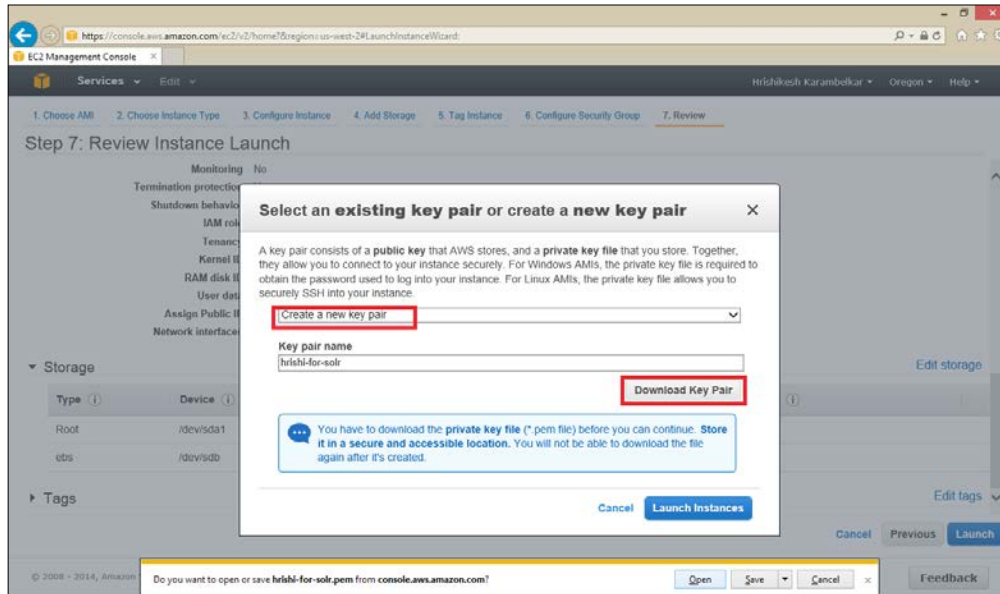 https://console.aws.amazon.com/ec2/v2/home?&region=us-west-2#LaunchInstanceWizard:
EC2 Management Console
Services Edit Hrishikesh Karambelkar Oregon Help
1. Choose AMI 2. Choose Instance Type 3. Configure Instance 4. Add Storage 5. Tag Instance 6. Configure Security Group 7. Review
Step 7: Review Instance Launch
Monitoring No
Termination protection
Shutdown behavio
IAM rol
Tenanc
Kernel I
RAM disk I
User dat
Assign Public I
Network interface
Select an existing key pair or create a new key pair
A key pair consists of a public key that AWS stores, and a private key file that you store. Together,
they allow you to connect to your instance securely. For Windows AMIs, the private key file is required to
obtain the password used to log into your instance. For Linux AMIs, the private key file allows you to
securely SSH into your instance.
Create a new key pair
Key pair name
hrishi-for-solr
Download Key Pair
You have to download the private key file (*.pem file) before you can continue. Store
it in a secure and accessible location. You will not be able to download the file
again after it's created.
Cancel Launch Instances
Storage Edit storage
Type Device
Root /dev/sda1
ebs /dev/sdb
Tags Edit tags
Cancel Previous Launch
© 2008 - 2014, Amazon
Do you want to open or save hrishi-for-solr.pem from console.aws.amazon.com?
Open Save Cancel
Feedback